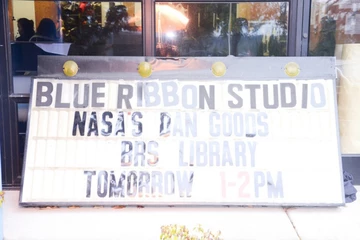 BLUE RIBBON STUDIO
NASA'S DAN GOODS
BRS LIBRARY
TOMORROW 1-2PM